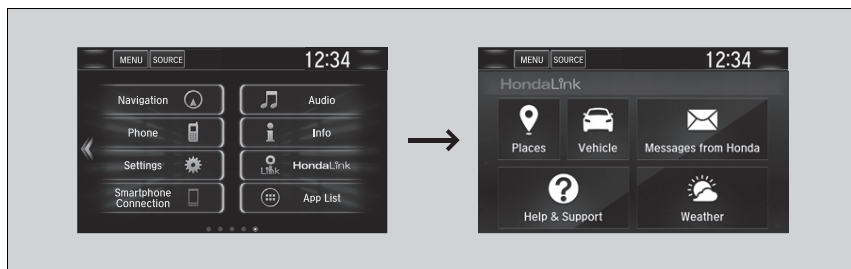 MENU SOURCE 12:34
Navigation Audio
Phone Info
Settings Link HondaLink
Smartphone
Connection App List
MENU SOURCE 12:34
HondaLink
Places Vehicle Messages from Honda
Help & Support Weather